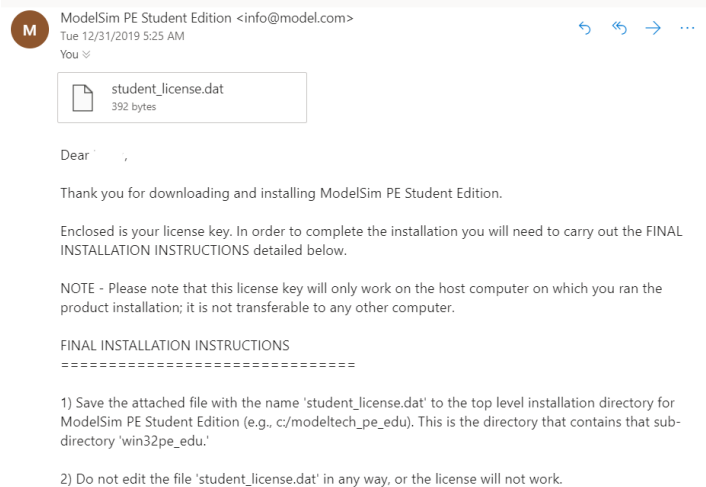 M
ModelSim PE Student Edition <info@model.com>
Tue 12/31/2019 5:25 AM
You
student_license.dat
392 bytes
Dear ,
Thank you for downloading and installing ModelSim PE Student Edition.
Enclosed is your license key. In order to complete the installation you will need to carry out the FINAL
INSTALLATION INSTRUCTIONS detailed below.
NOTE - Please note that this license key will only work on the host computer on which you ran the
product installation; it is not transferable to any other computer.
FINAL INSTALLATION INSTRUCTIONS
===============================
1) Save the attached file with the name 'student_license.dat' to the top level installation directory for
ModelSim PE Student Edition (e.g., c:/modeltech_pe_edu). This is the directory that contains that sub-
directory 'win32pe_edu.'
2) Do not edit the file 'student_license.dat' in any way, or the license will not work.